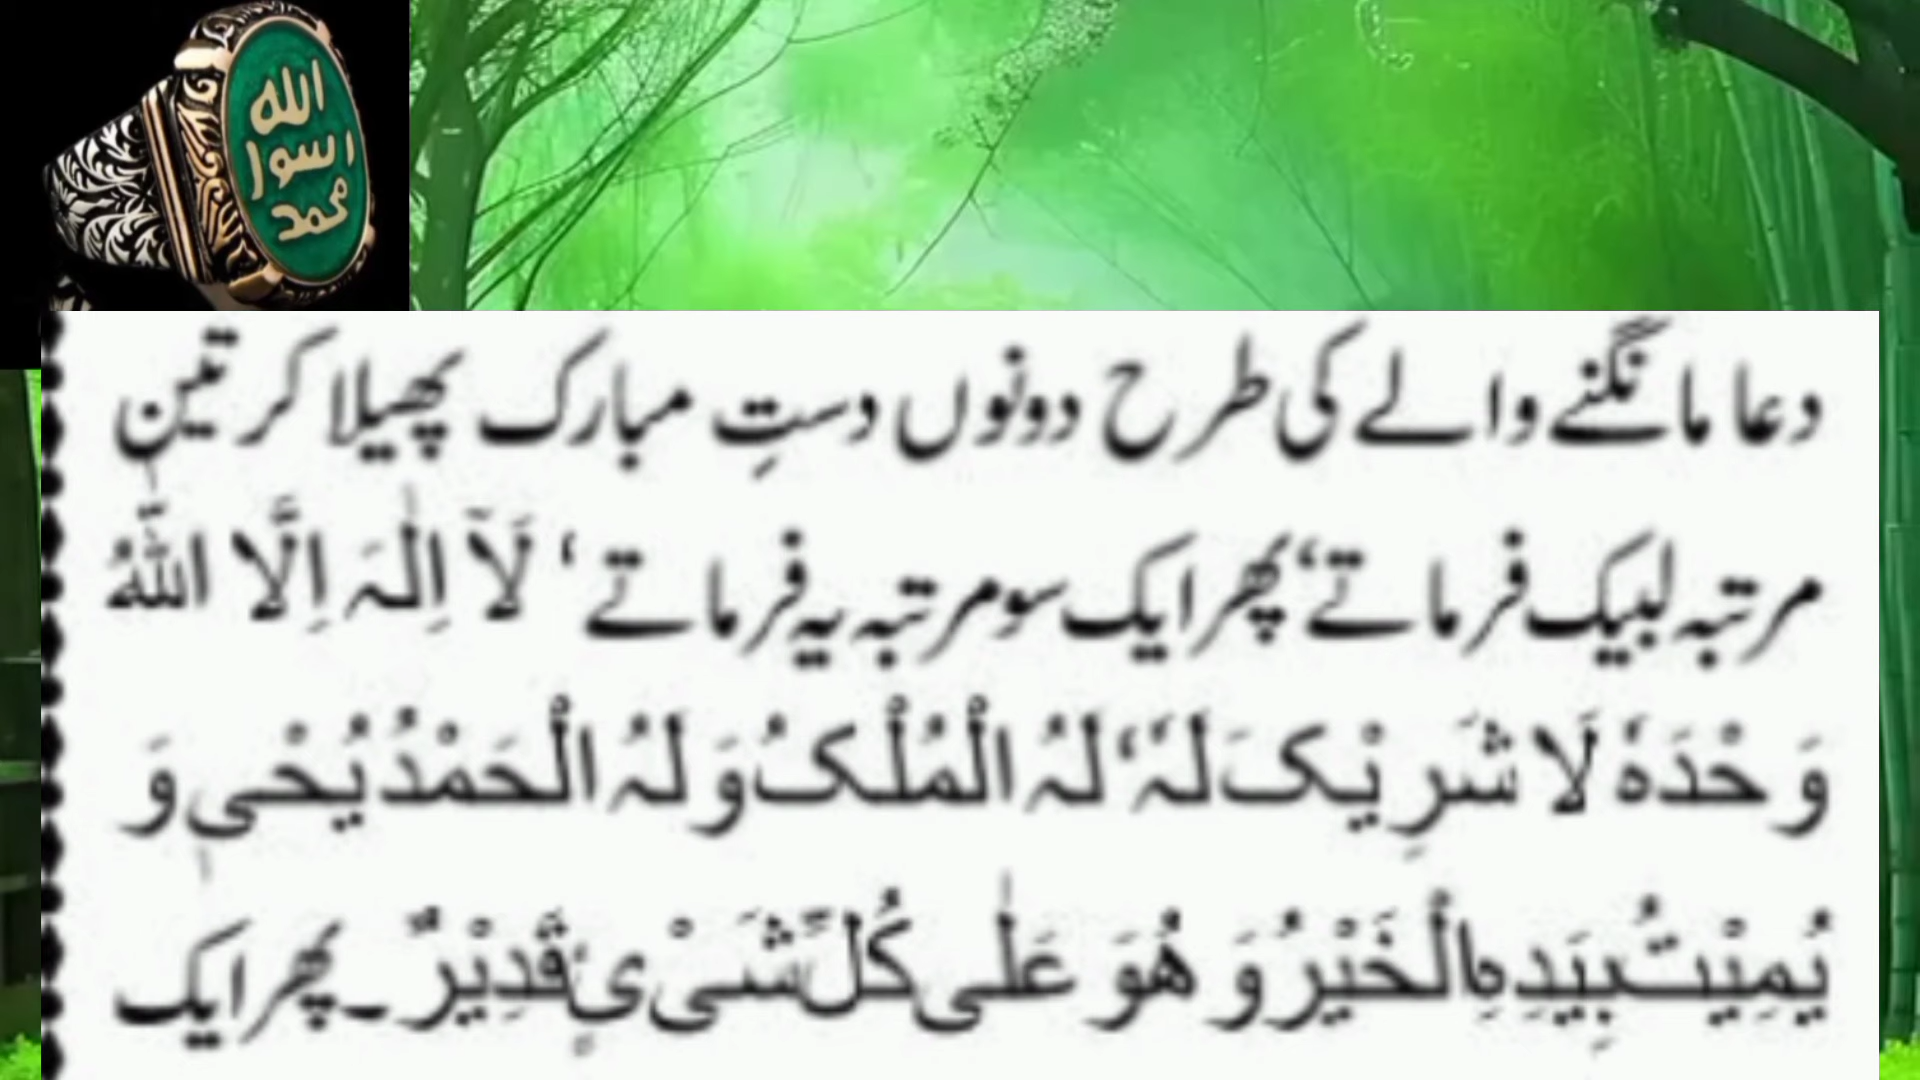 الله
رسول
محمد
دعا مانگنے والے کی طرح دونوں دستِ مبارک پھیلا کر تین
مرتبہ لبیک فرماتے‘ پھر ایک سو مرتبہ یہ فرماتے‘ لَآ اِلٰہَ اِلَّا اللّٰہُ
وَحْدَہٗ لَا شَرِیْکَ لَہٗ‘ لَہُ الْمُلْکُ وَلَہُ الْحَمْدُ یُحْیٖ وَ
یُمِیْتُ بِیَدِہِ الْخَیْرُ وَ ھُوَ عَلٰی کُلِّ شَیْیٍٔ قَدِیْرٌ۔ پھر ایک